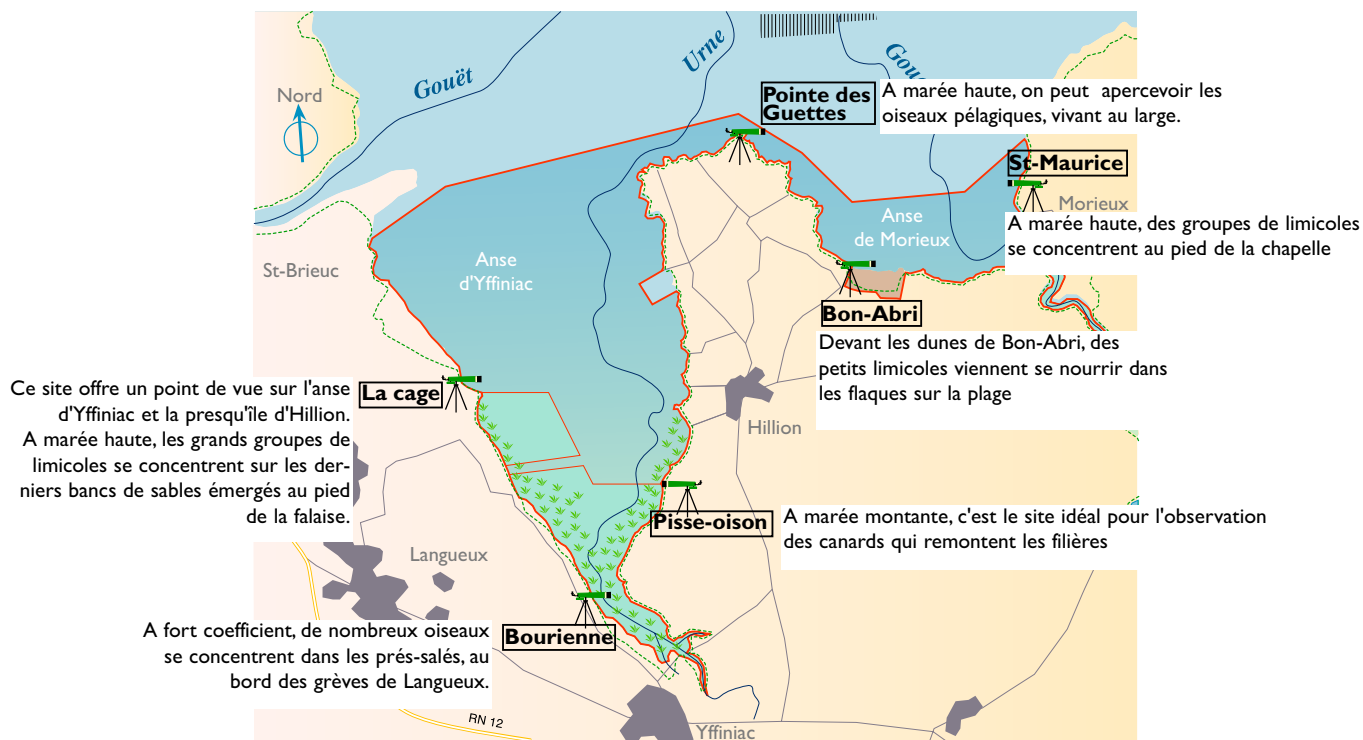 Nord
Gouët
Urne
Gou
Pointe des
Guettes
A marée haute, on peut apercevoir les
oiseaux pélagiques, vivant au large.
St-Maurice
Morieux
A marée haute, des groupes de limicoles
se concentrent au pied de la chapelle
Anse
de Morieux
St-Brieuc
Anse
d'Yffiniac
Bon-Abri
Devant les dunes de Bon-Abri, des
petits limicoles viennent se nourrir dans
les flaques sur la plage
La cage
Ce site offre un point de vue sur l'anse
d'Yffiniac et la presqu'île d'Hillion.
A marée haute, les grands groupes de
limicoles se concentrent sur les der-
niers bancs de sables émergés au pied
de la falaise.
Hillion
Pisse-oison
A marée montante, c'est le site idéal pour l'observation
des canards qui remontent les filières
Langueux
Bourienne
A fort coefficient, de nombreux oiseaux
se concentrent dans les prés-salés, au
bord des grèves de Langueux.
RN 12
Yffiniac